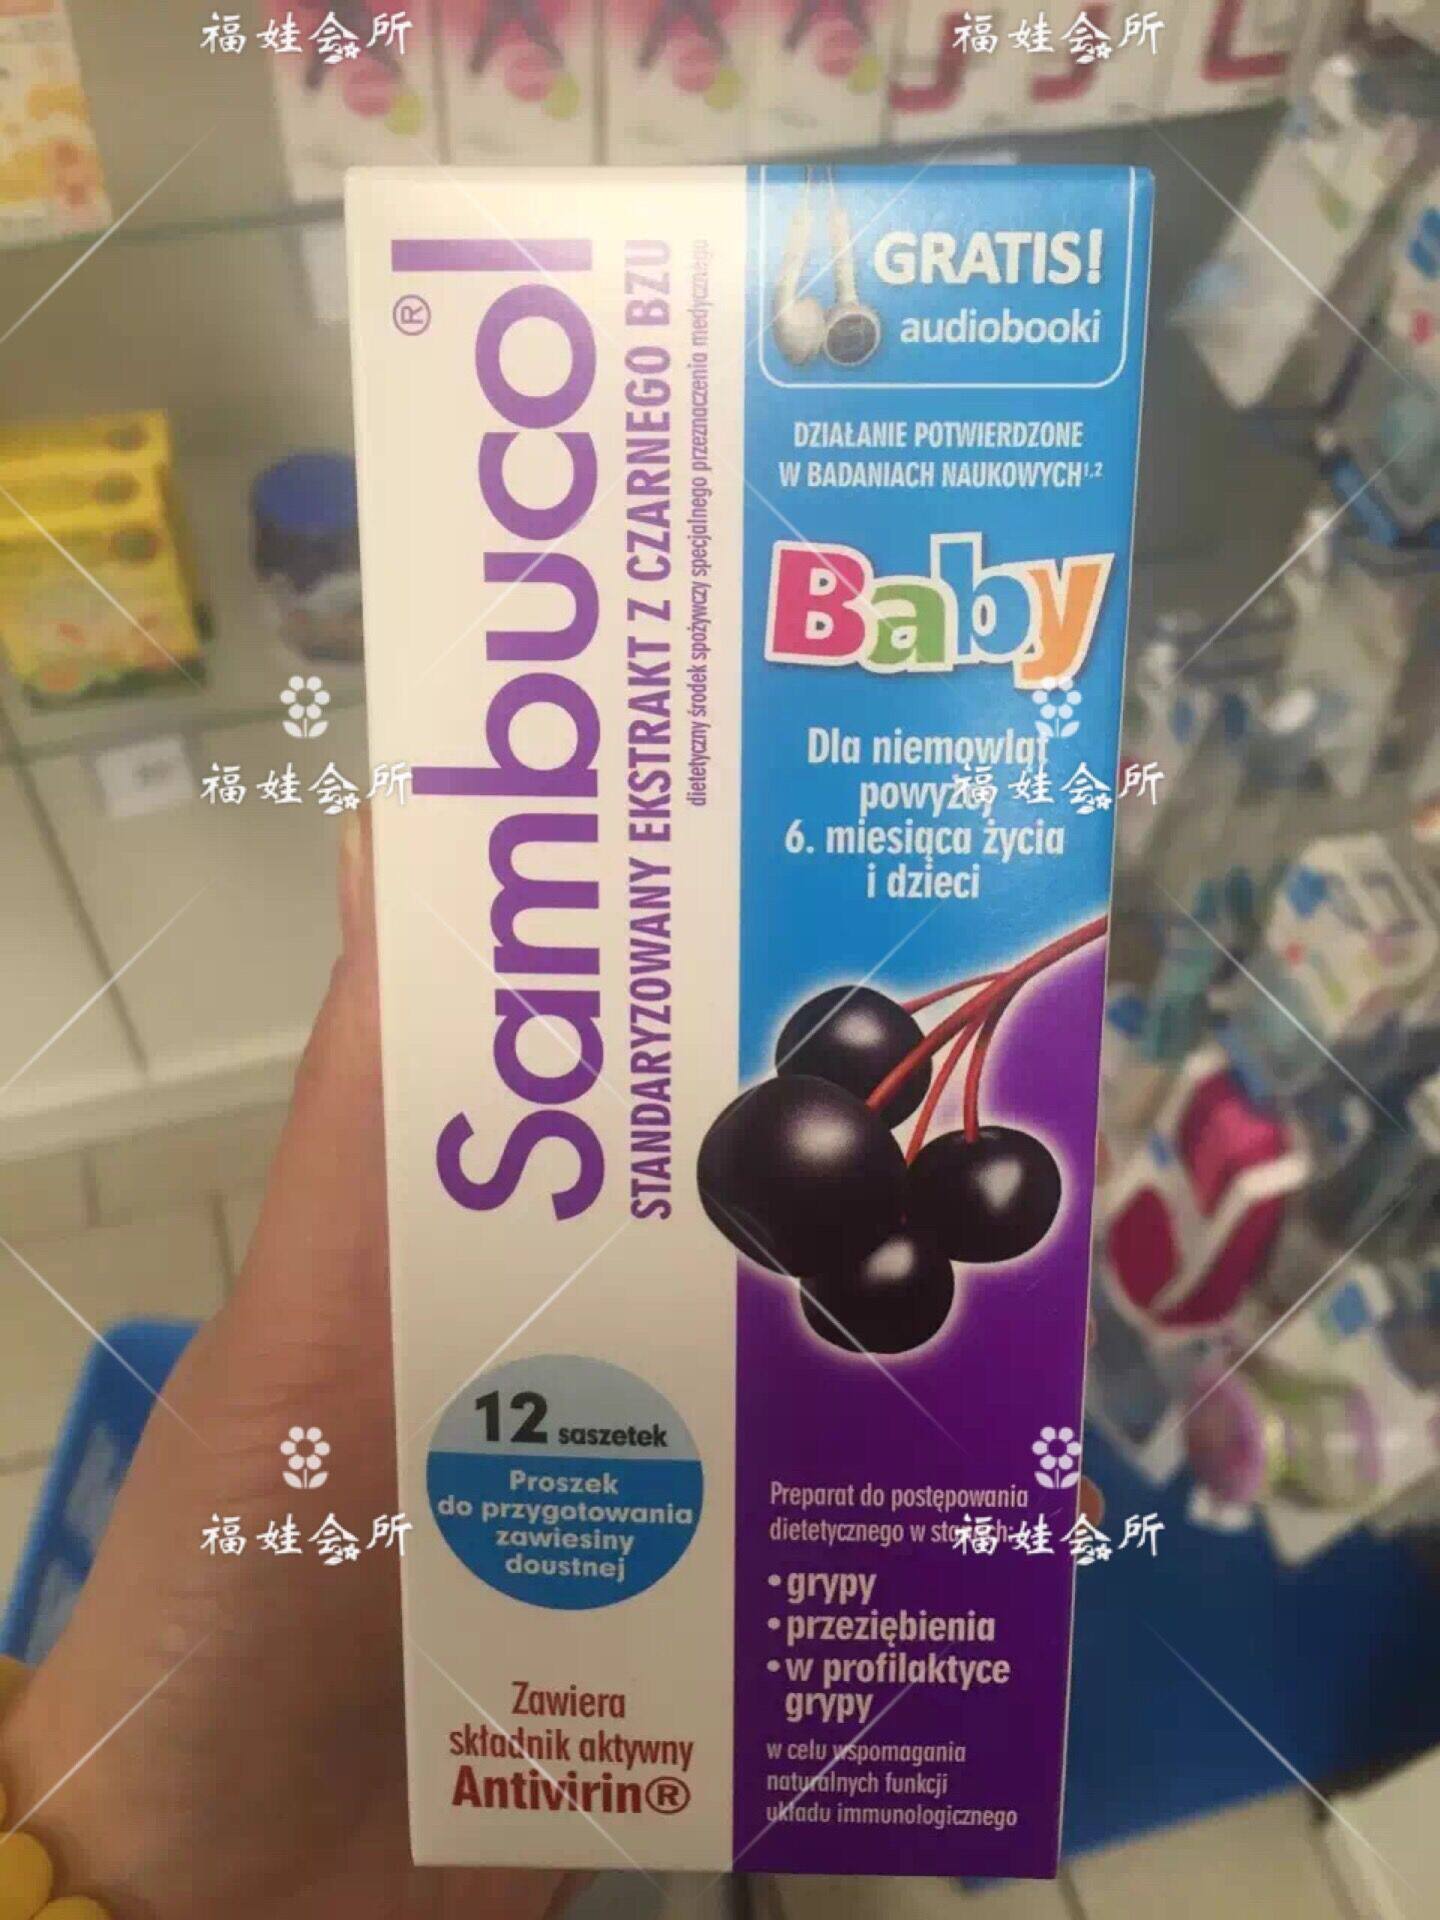 福娃会所
福娃会所
Sambucol®
STANDARYZOWANY EKSTRAKT Z CZARNEGO BZU
dietetyczny środek spożywczy specjalnego przeznaczenia medycznego
GRATIS!
audiobooki
DZIAŁANIE POTWIERDZONE
W BADANIACH NAUKOWYCH¹,²
Baby
Dla niemowląt
powyżej
6. miesiąca życia
i dzieci
福娃会所
福娃会所
12 saszetek
Proszek
do przygotowania
zawiesiny
doustnej
Zawiera
składnik aktywny
Antivirin®
Preparat do postępowania
dietetycznego w stanach:
• grypy
• przeziębienia
• w profilaktyce
grypy
w celu wspomagania
naturalnych funkcji
układu immunologicznego
福娃会所
福娃会所